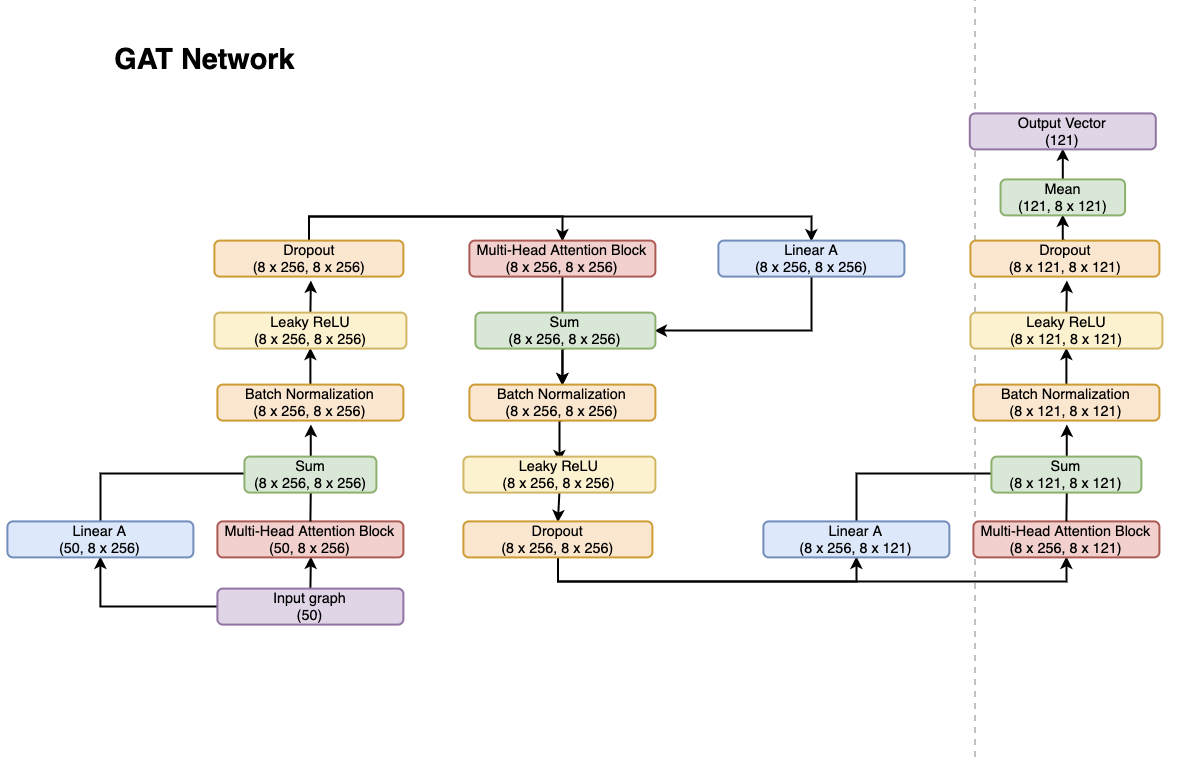 GAT Network
Input graph
(50)
Linear A
(50, 8 x 256)
Multi-Head Attention Block
(50, 8 x 256)
Sum
(8 x 256, 8 x 256)
Batch Normalization
(8 x 256, 8 x 256)
Leaky ReLU
(8 x 256, 8 x 256)
Dropout
(8 x 256, 8 x 256)
Multi-Head Attention Block
(8 x 256, 8 x 256)
Linear A
(8 x 256, 8 x 256)
Sum
(8 x 256, 8 x 256)
Batch Normalization
(8 x 256, 8 x 256)
Leaky ReLU
(8 x 256, 8 x 256)
Dropout
(8 x 256, 8 x 256)
Linear A
(8 x 256, 8 x 121)
Multi-Head Attention Block
(8 x 256, 8 x 121)
Sum
(8 x 121, 8 x 121)
Batch Normalization
(8 x 121, 8 x 121)
Leaky ReLU
(8 x 121, 8 x 121)
Dropout
(8 x 121, 8 x 121)
Mean
(121, 8 x 121)
Output Vector
(121)